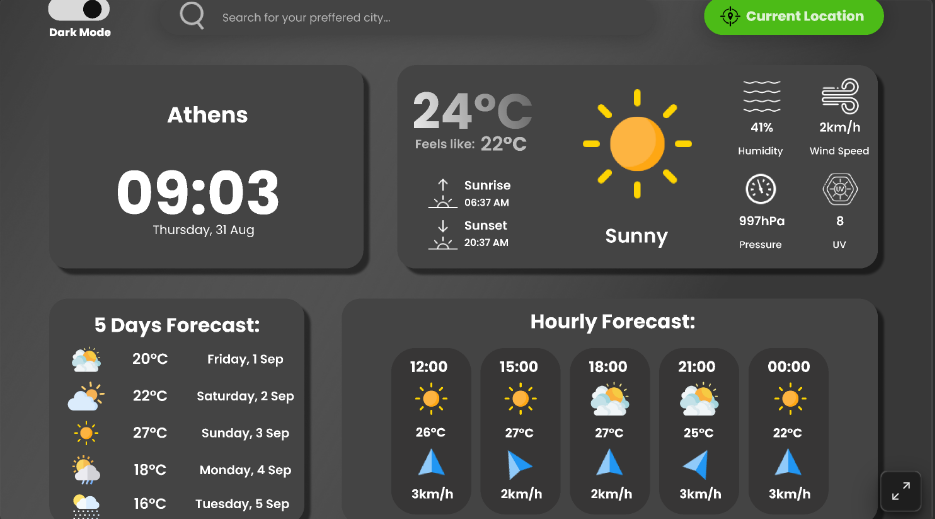 Dark Mode
Search for your preffered city...
Current Location
Athens
09:03
Thursday, 31 Aug
24°C
Feels like: 22°C
Sunrise
06:37 AM
Sunset
20:37 AM
Sunny
41%
Humidity
2km/h
Wind Speed
997hPa
Pressure
UV
8
UV
5 Days Forecast:
20°C Friday, 1 Sep
22°C Saturday, 2 Sep
27°C Sunday, 3 Sep
18°C Monday, 4 Sep
16°C Tuesday, 5 Sep
Hourly Forecast:
12:00 15:00 18:00 21:00 00:00
26°C 27°C 27°C 25°C 22°C
3km/h 2km/h 2km/h 3km/h 3km/h